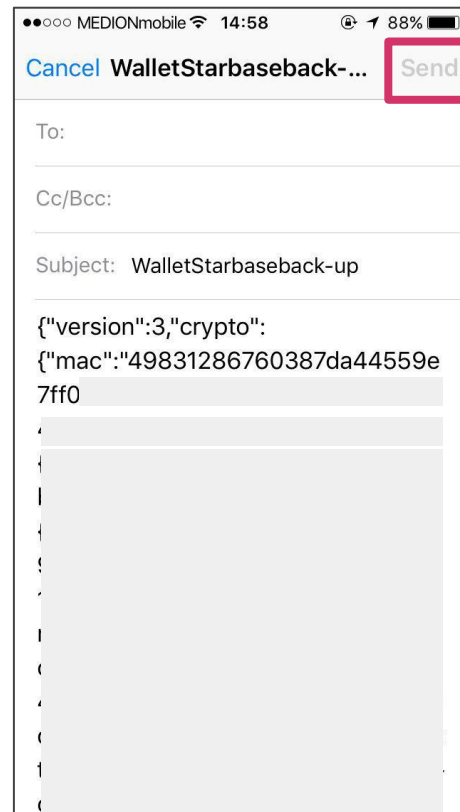 MEDIONmobile 14:58 88%
Cancel WalletStarbaseback-... Send
To:
Cc/Bcc:
Subject: WalletStarbaseback-up
{"version":3,"crypto":
{"mac":"49831286760387da44559e
7ff0